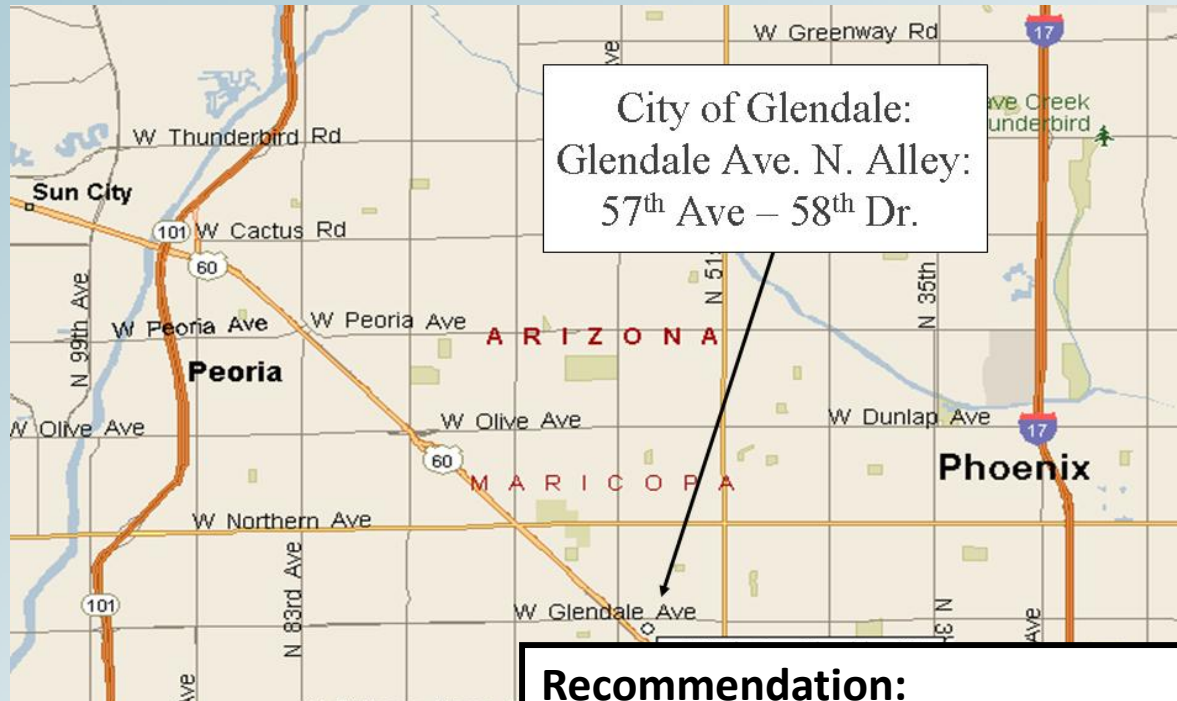 W Greenway Rd
17
City of Glendale:
Glendale Ave. N. Alley:
57th Ave – 58th Dr.
Creek
W Thunderbird Rd
Sun City
101
W Cactus Rd
60
N 99th Ave
N 35th
W Peoria Ave
W Peoria Ave
ARIZONA
Peoria
W Olive Ave
W Olive Ave
W Dunlap Ave
17
60
Phoenix
MARICOPA
W Northern Ave
101
N 83rd Ave
W Glendale Ave
Ave
Recommendation: